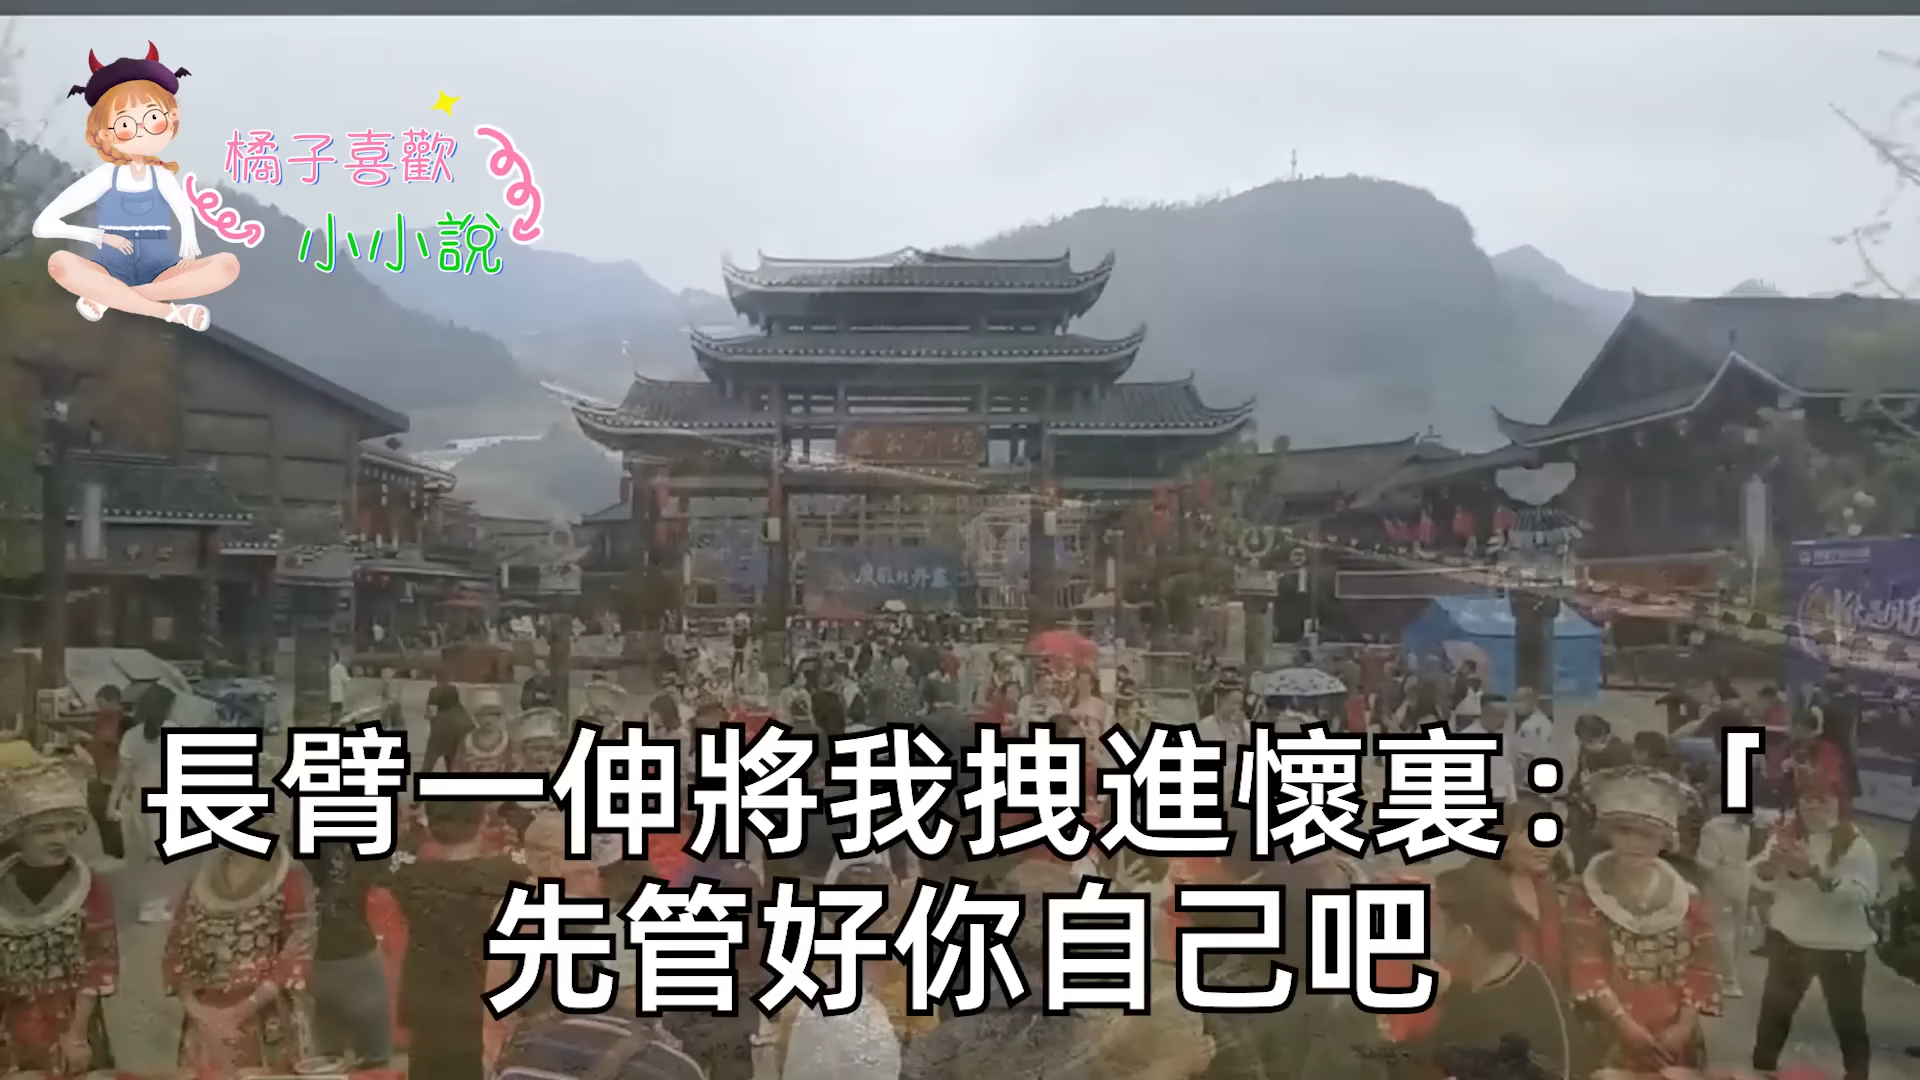 橘子喜歡
小小說
長臂一伸將我拽進懷裏：「
先管好你自己吧